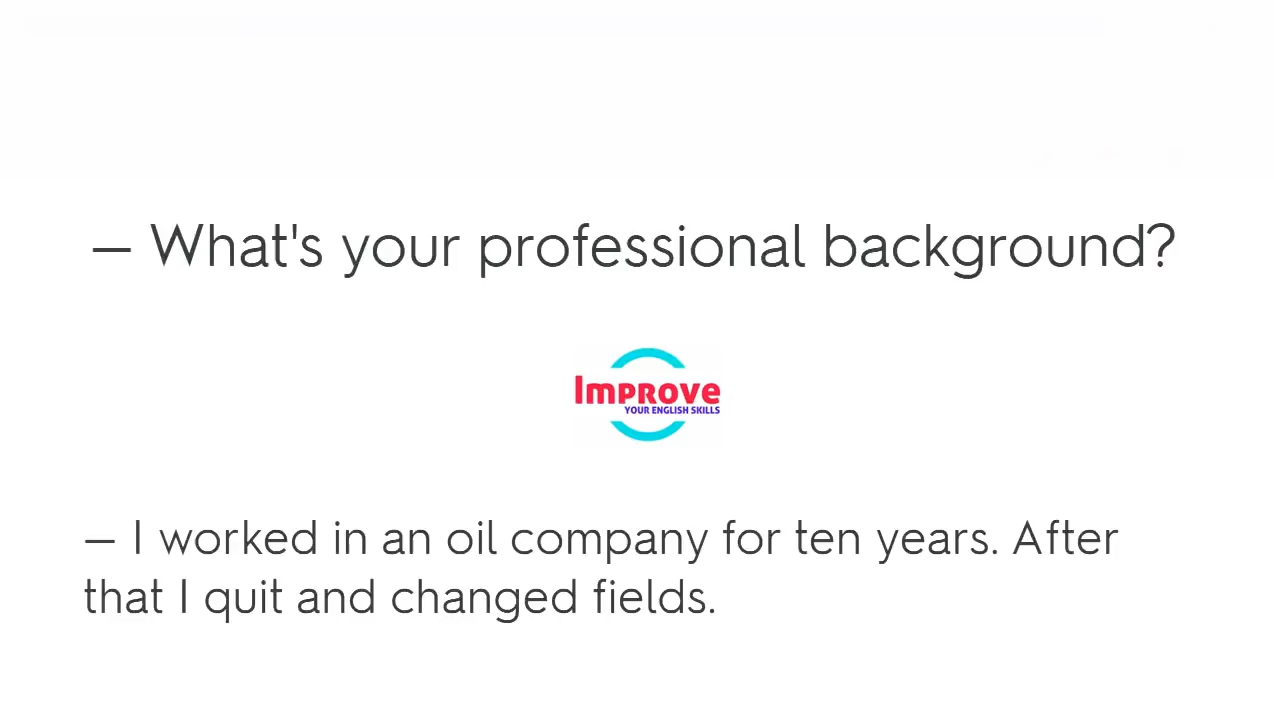 — What's your professional background?
Improve
YOUR ENGLISH SKILLS
— I worked in an oil company for ten years. After
that I quit and changed fields.